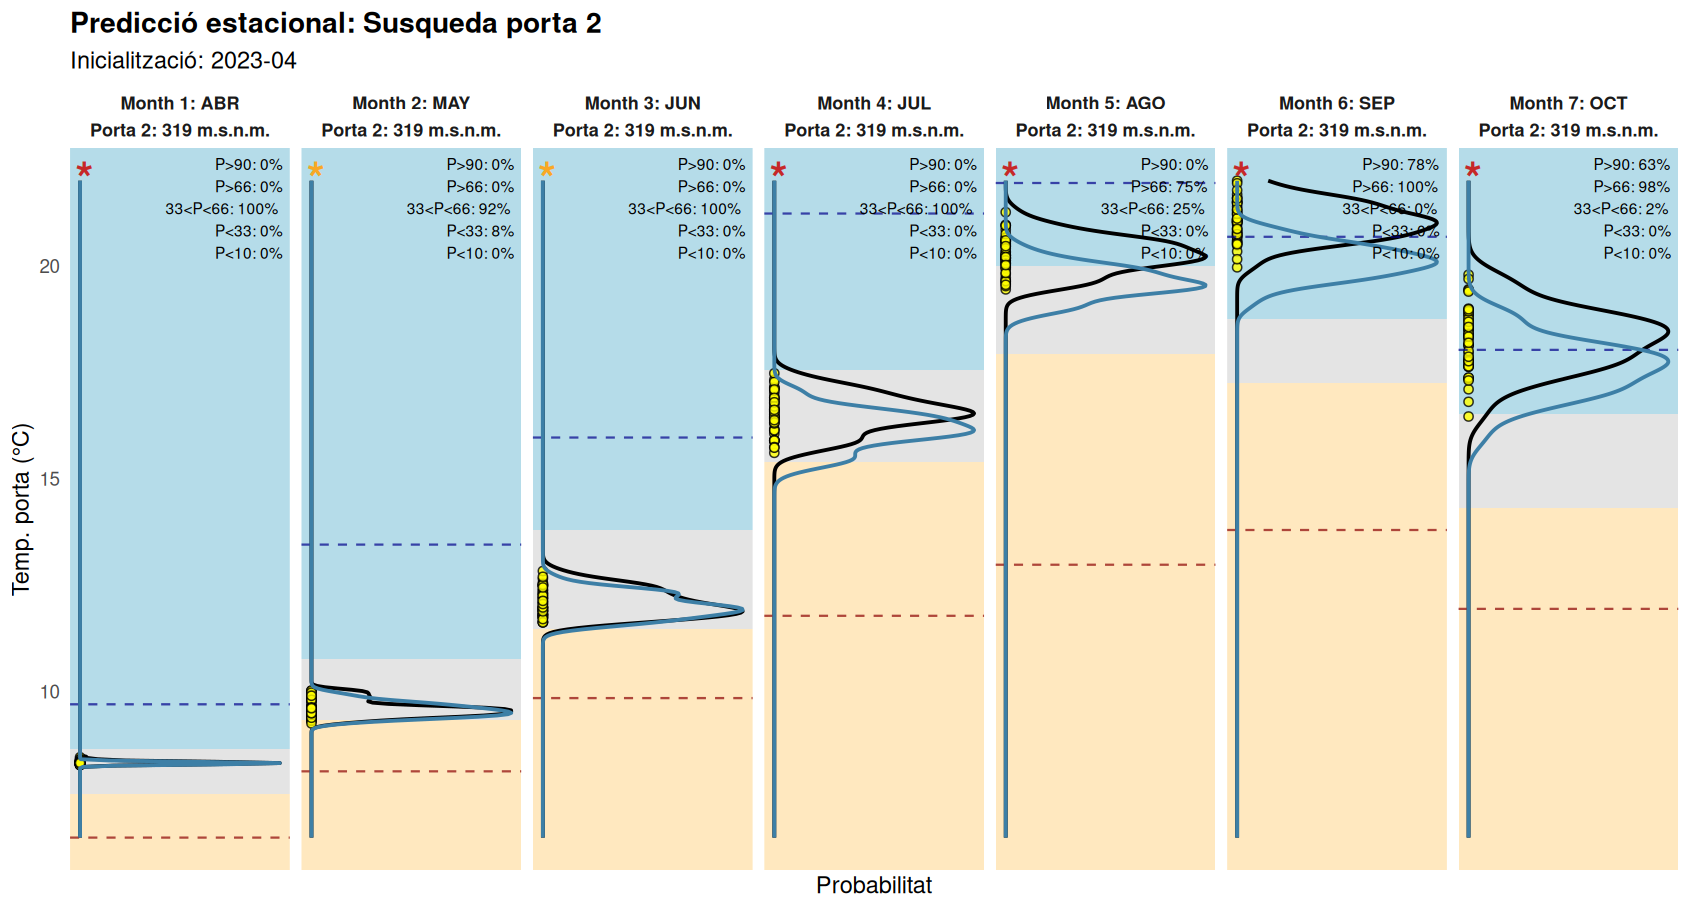 Predicció estacional: Susqueda porta 2
Inicialització: 2023-04
Month 1: ABR
Porta 2: 319 m.s.n.m.
Month 2: MAY
Porta 2: 319 m.s.n.m.
Month 3: JUN
Porta 2: 319 m.s.n.m.
Month 4: JUL
Porta 2: 319 m.s.n.m.
Month 5: AGO
Porta 2: 319 m.s.n.m.
Month 6: SEP
Porta 2: 319 m.s.n.m.
Month 7: OCT
Porta 2: 319 m.s.n.m.
*
P>90: 0%
P>66: 0%
33<P<66: 100%
P<33: 0%
P<10: 0%
*
P>90: 0%
P>66: 0%
33<P<66: 92%
P<33: 8%
P<10: 0%
*
P>90: 0%
P>66: 0%
33<P<66: 100%
P<33: 0%
P<10: 0%
*
P>90: 0%
P>66: 0%
33<P<66: 100%
P<33: 0%
P<10: 0%
*
P>90: 0%
P>66: 75%
33<P<66: 25%
P<33: 0%
P<10: 0%
*
P>90: 78%
P>66: 100%
33<P<66: 0%
P<33: 0%
P<10: 0%
*
P>90: 63%
P>66: 98%
33<P<66: 2%
P<33: 0%
P<10: 0%
20
15
10
Temp. porta (°C)
Probabilitat